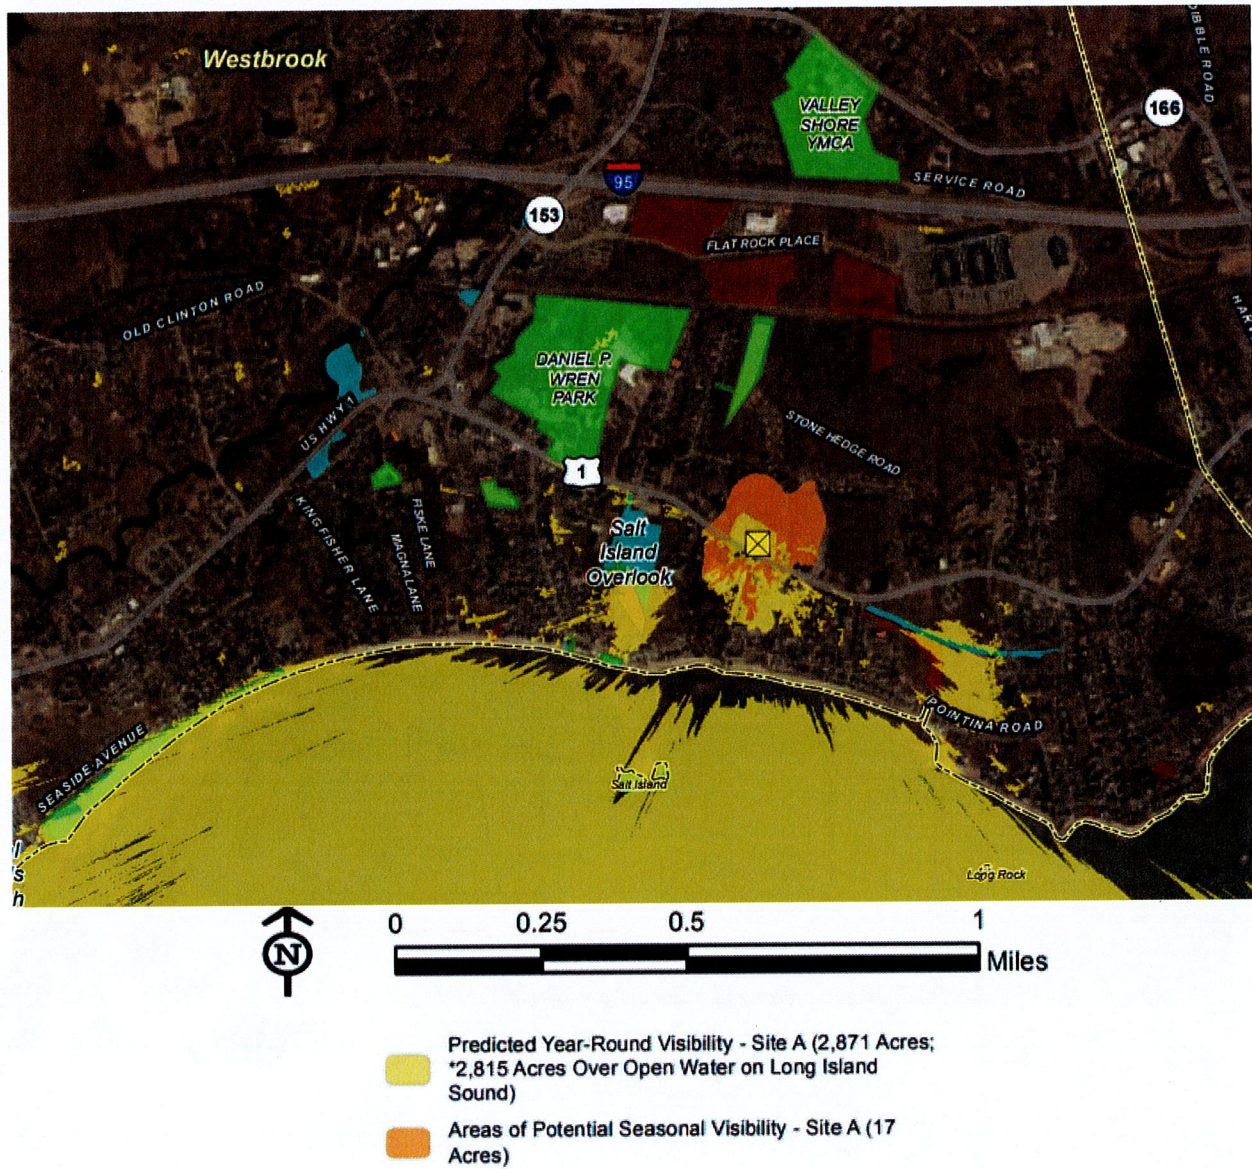 Westbrook
DIBBLE ROAD
166
VALLEY
SHORE
YMCA
95
SERVICE ROAD
153
FLAT ROCK PLACE
OLD CLINTON ROAD
DANIEL P.
WREN
PARK
US HWY 1
STONE HEDGE ROAD
1
KINGFISHER LANE
FISKE LANE
MAGNA LANE
Salt
Island
Overlook
POINTINA ROAD
SEASIDE AVENUE
Salt Island
Long Rock
N
0 0.25 0.5 1
Miles
Predicted Year-Round Visibility - Site A (2,871 Acres;
*2,815 Acres Over Open Water on Long Island
Sound)
Areas of Potential Seasonal Visibility - Site A (17
Acres)